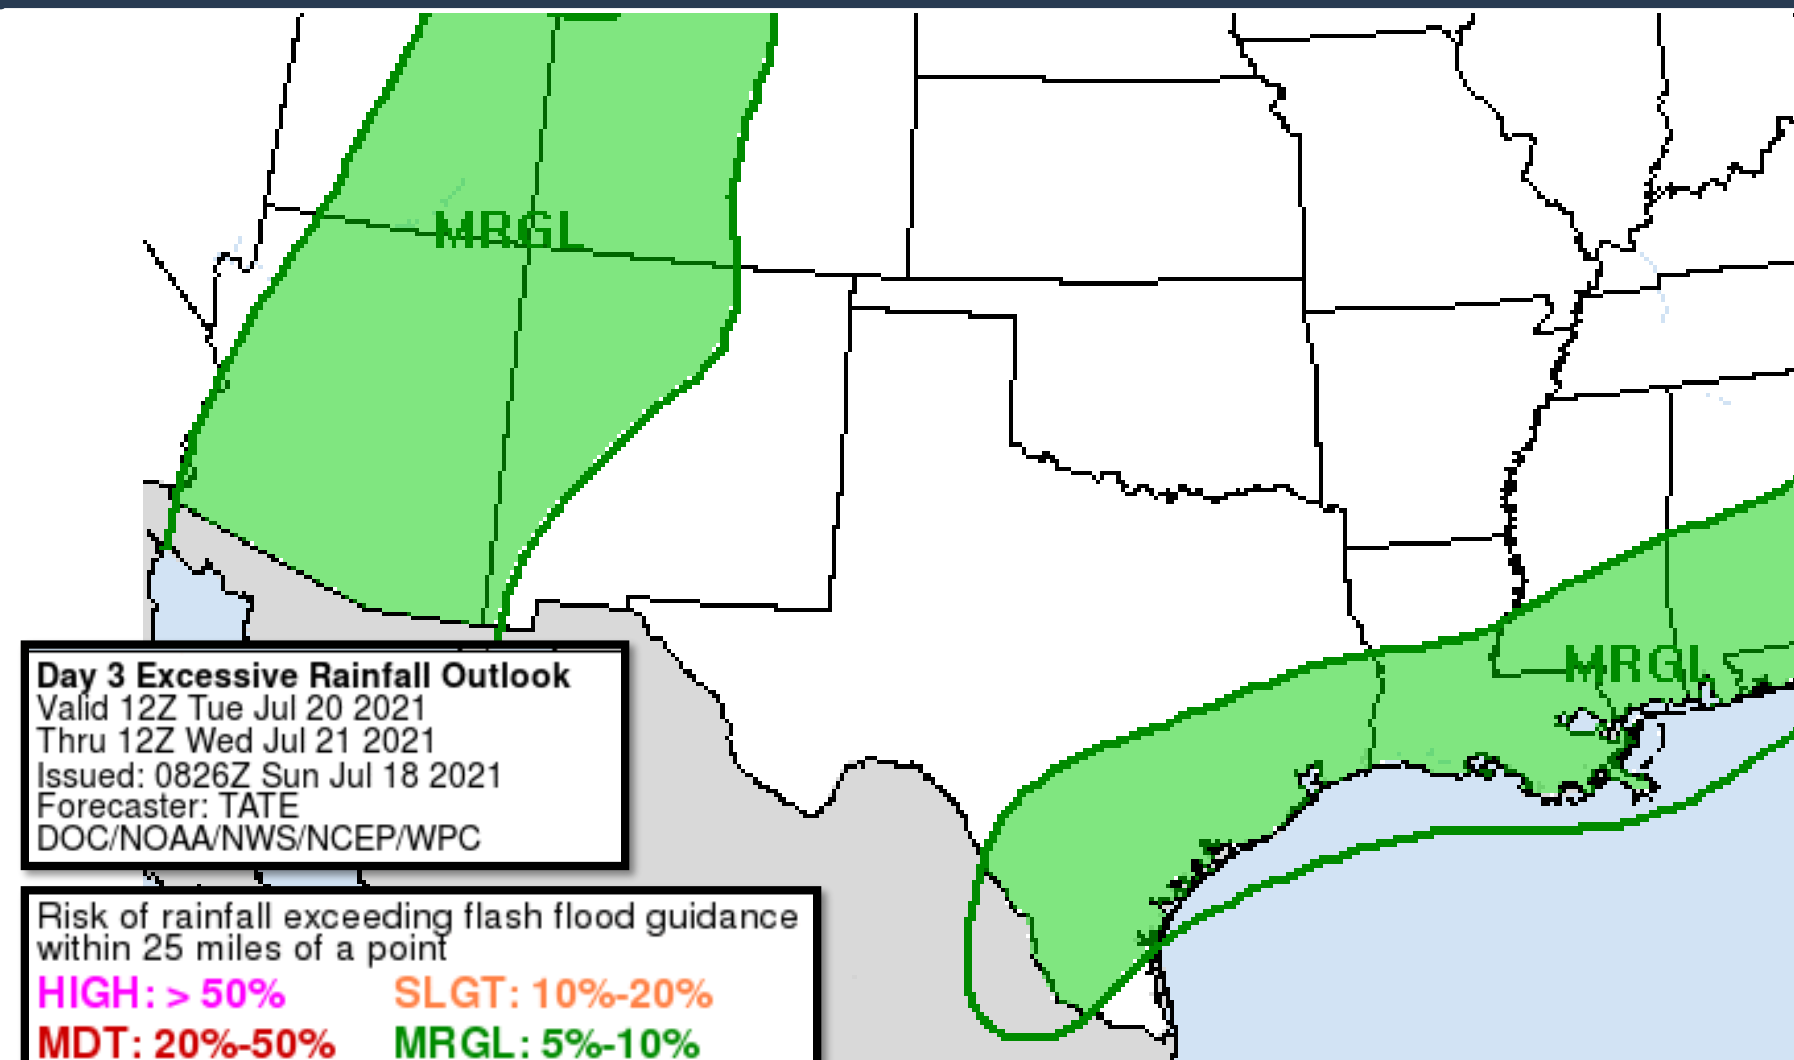 MRGL
MRGL
Day 3 Excessive Rainfall Outlook
Valid 12Z Tue Jul 20 2021
Thru 12Z Wed Jul 21 2021
Issued: 0826Z Sun Jul 18 2021
Forecaster: TATE
DOC/NOAA/NWS/NCEP/WPC
Risk of rainfall exceeding flash flood guidance
within 25 miles of a point
HIGH: > 50% SLGT: 10%-20%
MDT: 20%-50% MRGL: 5%-10%